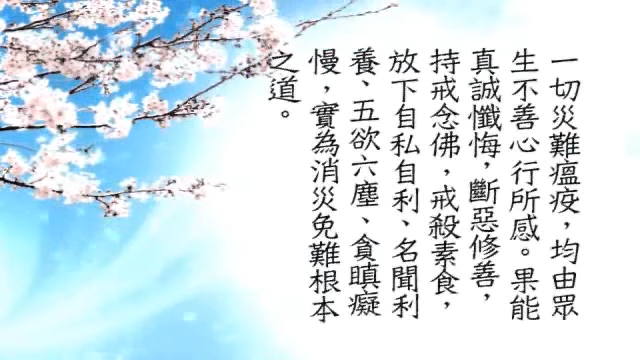 一切災難瘟疫，均由眾
生不善心行所感。果能
真誠懺悔，斷惡修善，
持戒念佛，戒殺素食，
放下自私自利、名聞利
養、五欲六塵、貪瞋癡
慢，實為消災免難根本
之道。